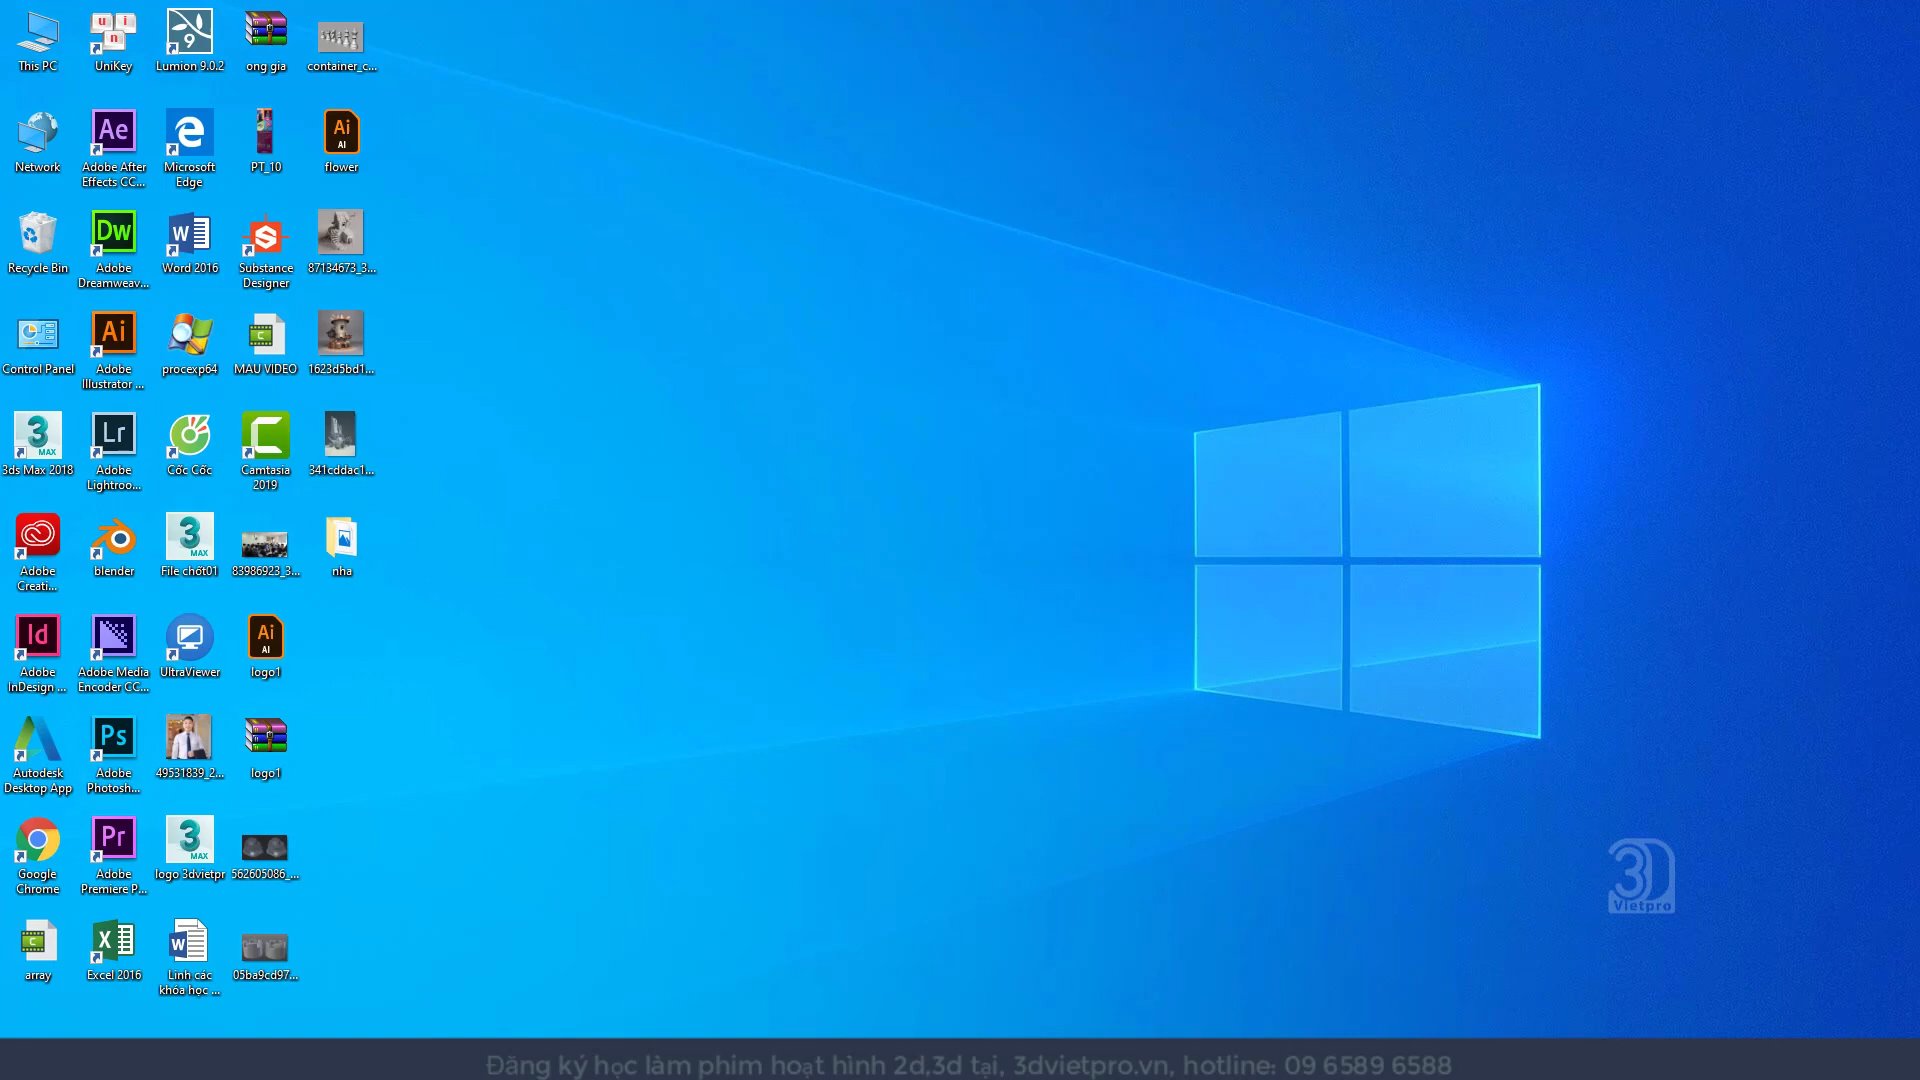 This PC
UniKey
Lumion 9.0.2
ong gia
container_c...
Network
Adobe After
Effects CC...
Microsoft
Edge
PT_10
flower
Recycle Bin
Adobe
Dreamweav...
Word 2016
Substance
Designer
87134673_3...
Control Panel
Adobe
Illustrator ...
procexp64
MAU VIDEO
1623d5bd1...
3ds Max 2018
Adobe
Lightroo...
Cốc Cốc
Camtasia
2019
341cddac1...
Adobe
Creati...
blender
File chốt01
83986923_3...
nha
Adobe
InDesign ...
Adobe Media
Encoder CC...
UltraViewer
logo1
Autodesk
Desktop App
Adobe
Photosh...
49531839_2...
logo1
Google
Chrome
Adobe
Premiere P...
logo 3dvietpr
562605086_...
array
Excel 2016
Linh các
khóa học ...
05ba9cd97...
3D
Vietpro
Đăng ký học làm phim hoạt hình 2d,3d tại, 3dvietpro.vn, hotline: 09 6589 6588